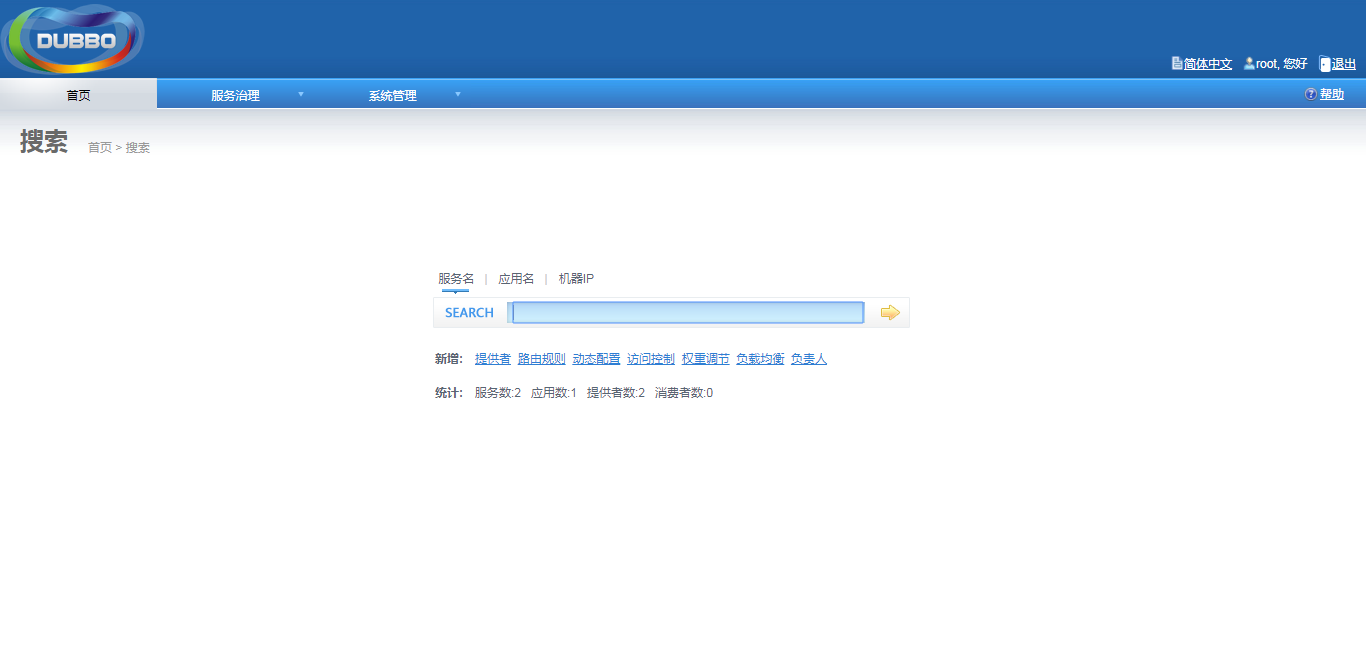 DUBBO
简体中文 root, 您好 退出
首页 服务治理 系统管理 帮助
搜索 首页 > 搜索
服务名 | 应用名 | 机器IP
SEARCH
新增: 提供者 路由规则 动态配置 访问控制 权重调节 负载均衡 负责人
统计: 服务数:2 应用数:1 提供者数:2 消费者数:0